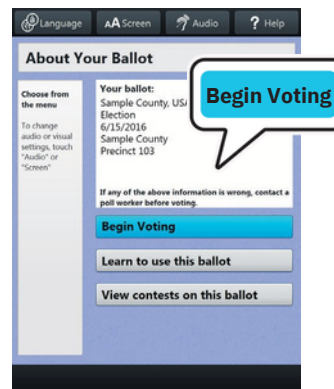 Language
AA Screen
Audio
? Help
About Your Ballot
Choose from
the menu
To change
audio or visual
settings, touch
"Audio" or
"Screen"
Your ballot:
Sample County, USA
Election
6/15/2016
Sample County
Precinct 103
If any of the above information is wrong, contact a
poll worker before voting.
Begin Voting
Begin Voting
Learn to use this ballot
View contests on this ballot